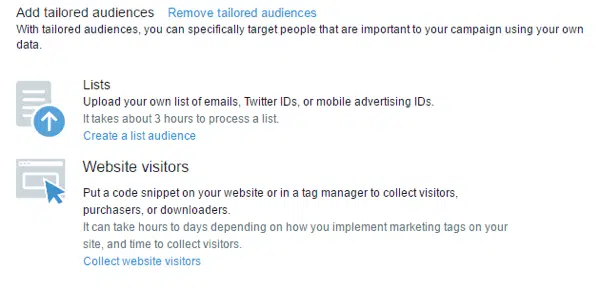 Add tailored audiences Remove tailored audiences
With tailored audiences, you can specifically target people that are important to your campaign using your own
data.
Lists
Upload your own list of emails, Twitter IDs, or mobile advertising IDs.
It takes about 3 hours to process a list.
Create a list audience
Website visitors
Put a code snippet on your website or in a tag manager to collect visitors,
purchasers, or downloaders.
It can take hours to days depending on how you implement marketing tags on your
site, and time to collect visitors.
Collect website visitors